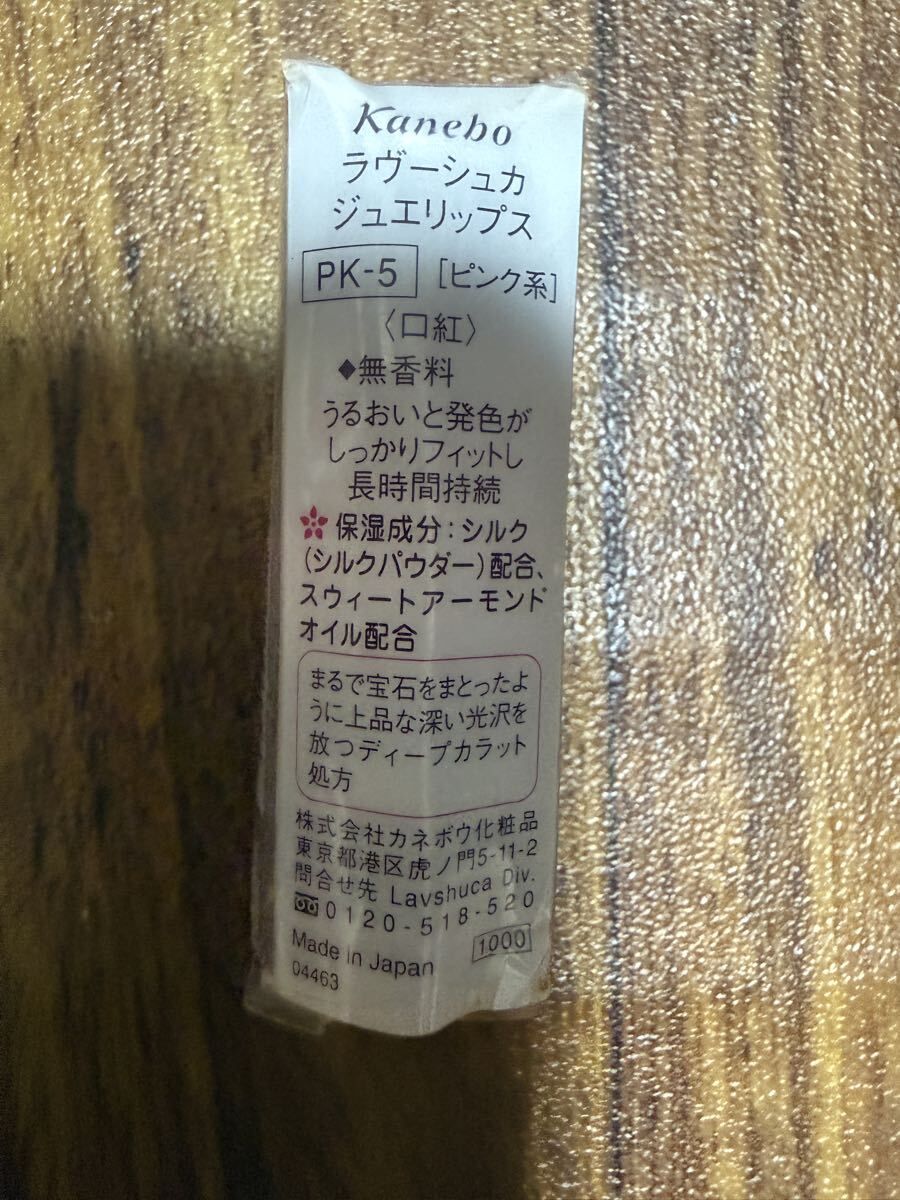 Kanebo
ラヴーシュカ
ジュエリップス
PK-5 [ピンク系]
〈口紅〉
◆無香料
うるおいと発色が
しっかりフィットし
長時間持続
保湿成分:シルク
(シルクパウダー)配合、
スウィートアーモンド
オイル配合
まるで宝石をまとったよ
うに上品な深い光沢を
放つディープカラット
処方
株式会社カネボウ化粧品
東京都港区虎ノ門5-11-2
問合せ先 Lavshuca Div.
0120-518-520
Made in Japan 1000
04463